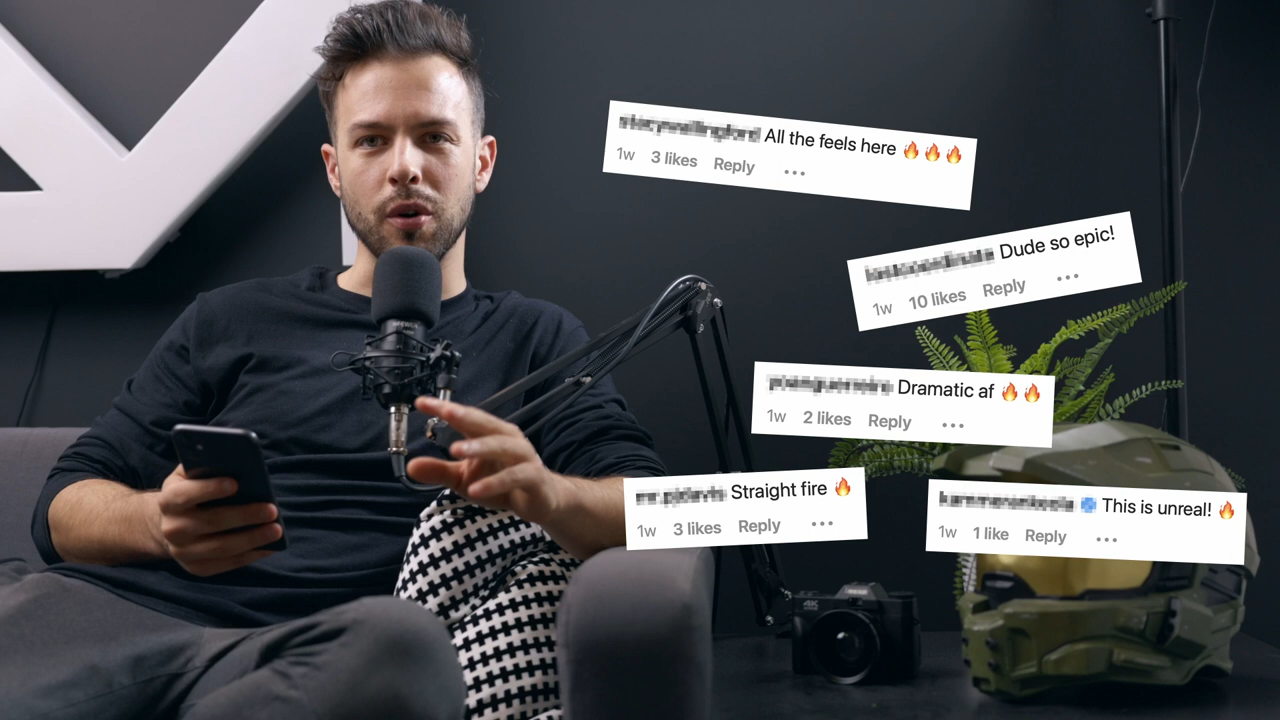 All the feels here 🔥🔥🔥
1w 3 likes Reply •••
Dude so epic!
1w 10 likes Reply •••
Dramatic af 🔥🔥
1w 2 likes Reply •••
Straight fire 🔥
1w 3 likes Reply •••
This is unreal! 🔥
1w 1 like Reply •••
4K